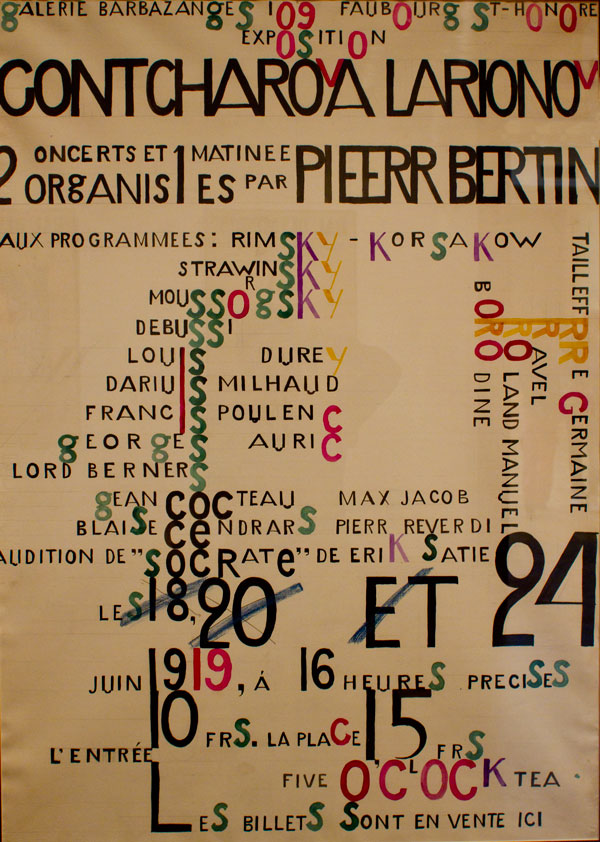 GALERIE BARBAZANGES 109 FAUBOURG ST-HONORÉ
EXPOSITION
GONTCHAROVA LARIONOV
2 ONCERTS ET 1 MATINEE
ORGANISÉES PAR PIEERR BERTIN
AUX PROGRAMMEES: RIMSKY - KORSAKOW
STRAWINSKY
MOUSSORGSKY
DEBUSSI
LOUIS DUREY
DARIUS MILHAUD
FRANCIS POULENC
GEORGES AURIC
LORD BERNERS
BORODINE
ROLAND MANUEL
RAVEL
TAILLEFFRRE GERMAINE
GEAN COCTEAU MAX JACOB
BLAISE CENDRARS PIERR REVERDI
AUDITION DE "SOCRATE" DE ERIK SATIE
LES 18, 20 ET 24
JUIN 1919, À 16 HEURES PRECISES
L'ENTRÉE 10 FRS. LA PLACE, 15 FRS
FIVE O'CLOCK TEA
LES BILLETS SONT EN VENTE ICI